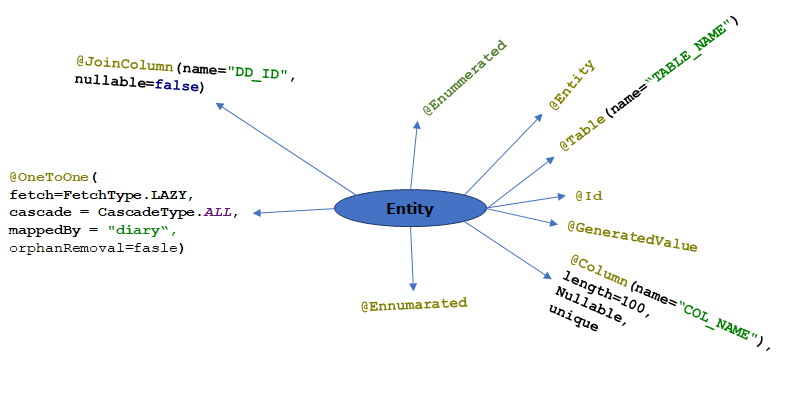 @JoinColumn(name="DD_ID",
nullable=false)
@Enummerated
@Entity
@Table(name=“TABLE_NAME”)
@OneToOne(
fetch=FetchType.LAZY,
cascade = CascadeType.ALL,
mappedBy = "diary“,
orphanRemoval=fasle)
Entity
@Id
@GeneratedValue
@Column(name=“COL_NAME”),
length=100,
Nullable,
unique
@Ennumarated